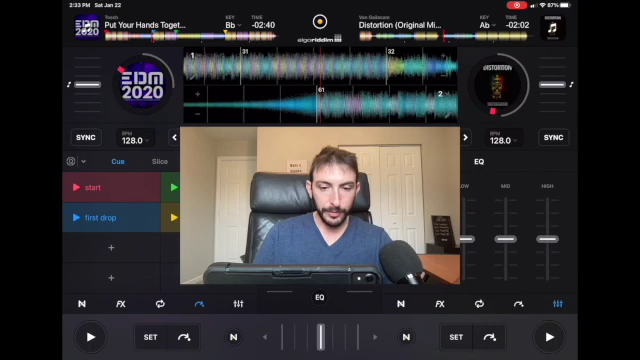 2:33 PM Sat Jan 22
87%
Put Your Hands Toget...
KEY
Bb
TIME
-02:40
algoriddim
Van Snilocann
Distortion (Original Mi...
KEY
Ab
TIME
-02:02
EDM
2020
1
31
32
61
2
EDM
2020
DISTORTION
SYNC
BPM
128.0
BPM
128.0
SYNC
Cue
Slice
EQ
start
first drop
LOW
MID
HIGH
EQ
N
FX
N
FX
SET
N
N
SET